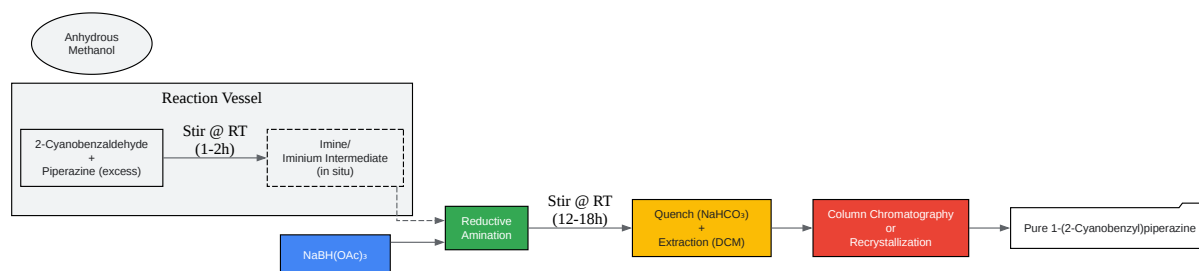 Anhydrous
Methanol
Reaction Vessel
2-Cyanobenzaldehyde
+
Piperazine (excess)
Stir @ RT
(1-2h)
Imine/
Iminium Intermediate
(in situ)
NaBH(OAc)₃
Reductive
Amination
Stir @ RT
(12-18h)
Quench (NaHCO₃)
+
Extraction (DCM)
Column Chromatography
or
Recrystallization
Pure 1-(2-Cyanobenzyl)piperazine